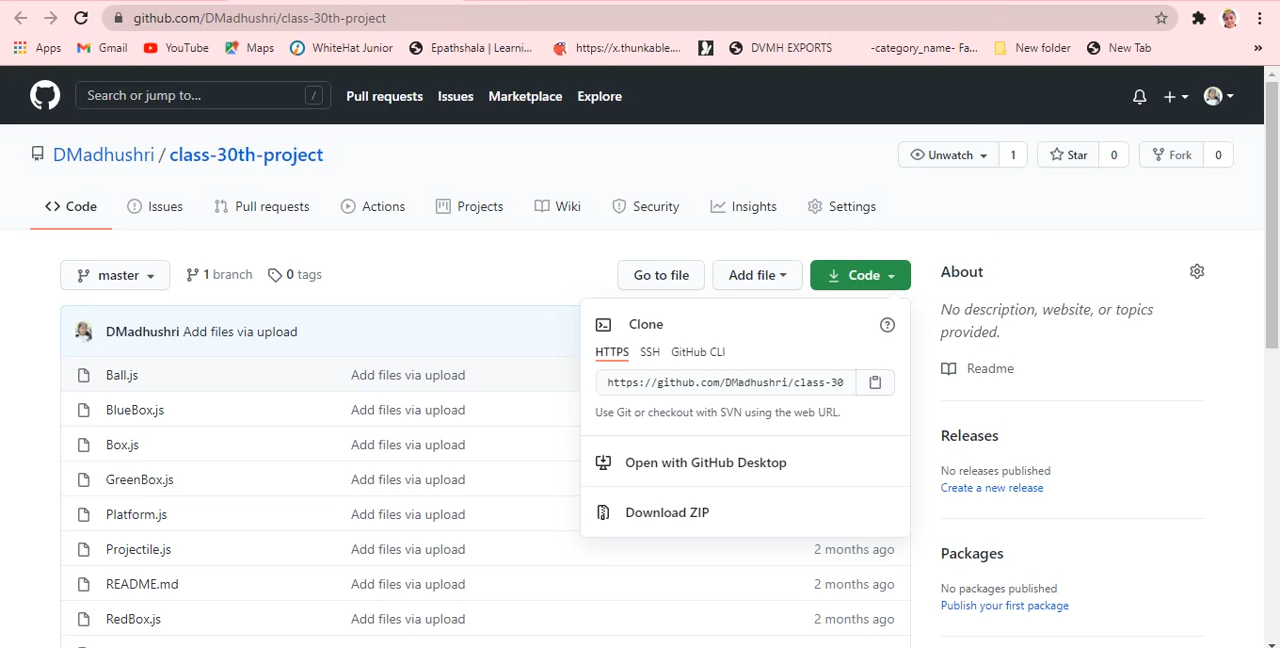 github.com/DMadhushri/class-30th-project
Apps Gmail YouTube Maps WhiteHat Junior Epathshala | Learni... https://x.thunkable.... DVMH EXPORTS -category_name- Fa... New folder New Tab »
Search or jump to... / Pull requests Issues Marketplace Explore
DMadhushri / class-30th-project Unwatch 1 Star 0 Fork 0
<> Code Issues Pull requests Actions Projects Wiki Security Insights Settings
master 1 branch 0 tags Go to file Add file Code
About
No description, website, or topics
provided.
Readme
Releases
No releases published
Create a new release
Packages
No packages published
Publish your first package
Clone
HTTPS SSH GitHub CLI
https://github.com/DMadhushri/class-30
Use Git or checkout with SVN using the web URL.
Open with GitHub Desktop
Download ZIP
DMadhushri Add files via upload
Ball.js Add files via upload
BlueBox.js Add files via upload
Box.js Add files via upload
GreenBox.js Add files via upload
Platform.js Add files via upload
Projectile.js Add files via upload 2 months ago
README.md Add files via upload 2 months ago
RedBox.js Add files via upload 2 months ago